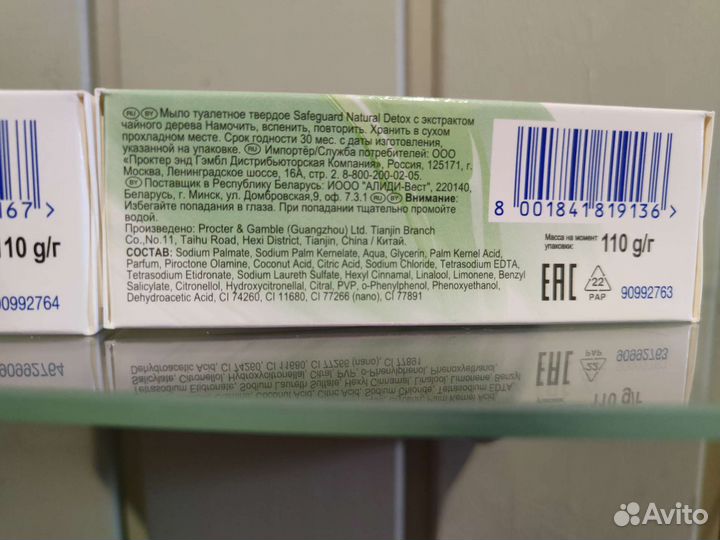 RU BY Мыло туалетное твердое Safeguard Natural Detox с экстрактом
чайного дерева Намочить, вспенить, повторить. Хранить в сухом
прохладном месте. Срок годности 30 мес. с даты изготовления,
указанной на упаковке. RU Импортёр/Служба потребителей: ООО
«Проктер энд Гэмбл Дистрибьюторская Компания», Россия, 125171, г.
Москва, Ленинградское шоссе, 16А, стр. 2. 8-800-200-02-05.
BY Поставщик в Республику Беларусь: ИООО "АЛИДИ-Вест", 220140,
Беларусь, г. Минск, ул. Домбровская,9, оф. 7.3.1 RU BY Внимание:
Избегайте попадания в глаза. При попадании тщательно промойте
водой.
Произведено: Procter & Gamble (Guangzhou) Ltd. Tianjin Branch
Co.,No.11, Taihu Road, Hexi District, Tianjin, China / Китай.
СОСТАВ: Sodium Palmate, Sodium Palm Kernelate, Aqua, Glycerin, Palm Kernel Acid,
Parfum, Piroctone Olamine, Coconut Acid, Citric Acid, Sodium Chloride, Tetrasodium EDTA,
Tetrasodium Etidronate, Sodium Laureth Sulfate, Hexyl Cinnamal, Linalool, Limonene, Benzyl
Salicylate, Citronellol, Hydroxycitronellal, Citral, PVP, o-Phenylphenol, Phenoxyethanol,
Dehydroacetic Acid, CI 74260, CI 11680, CI 77266 (nano), CI 77891
8 001841 819136 >
Масса на момент
упаковки: 110 g/г
EAC 22 PAP
90992763
167 >
110 g/г
90992764
Avito